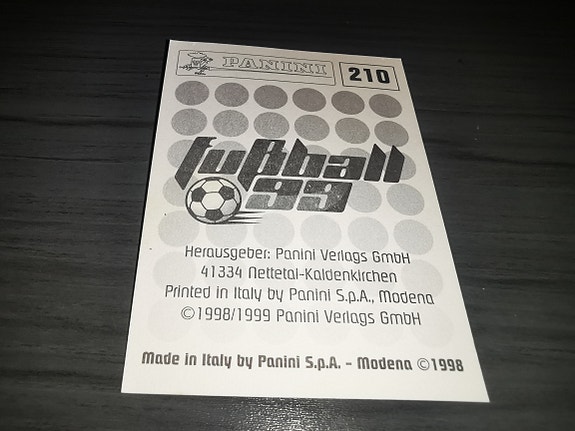 PANINI
210
fußball
99
Herausgeber: Panini Verlags GmbH
41334 Nettetal-Kaldenkirchen
Printed in Italy by Panini S.p.A., Modena
©1998/1999 Panini Verlags GmbH
Made in Italy by Panini S.p.A. - Modena ©1998